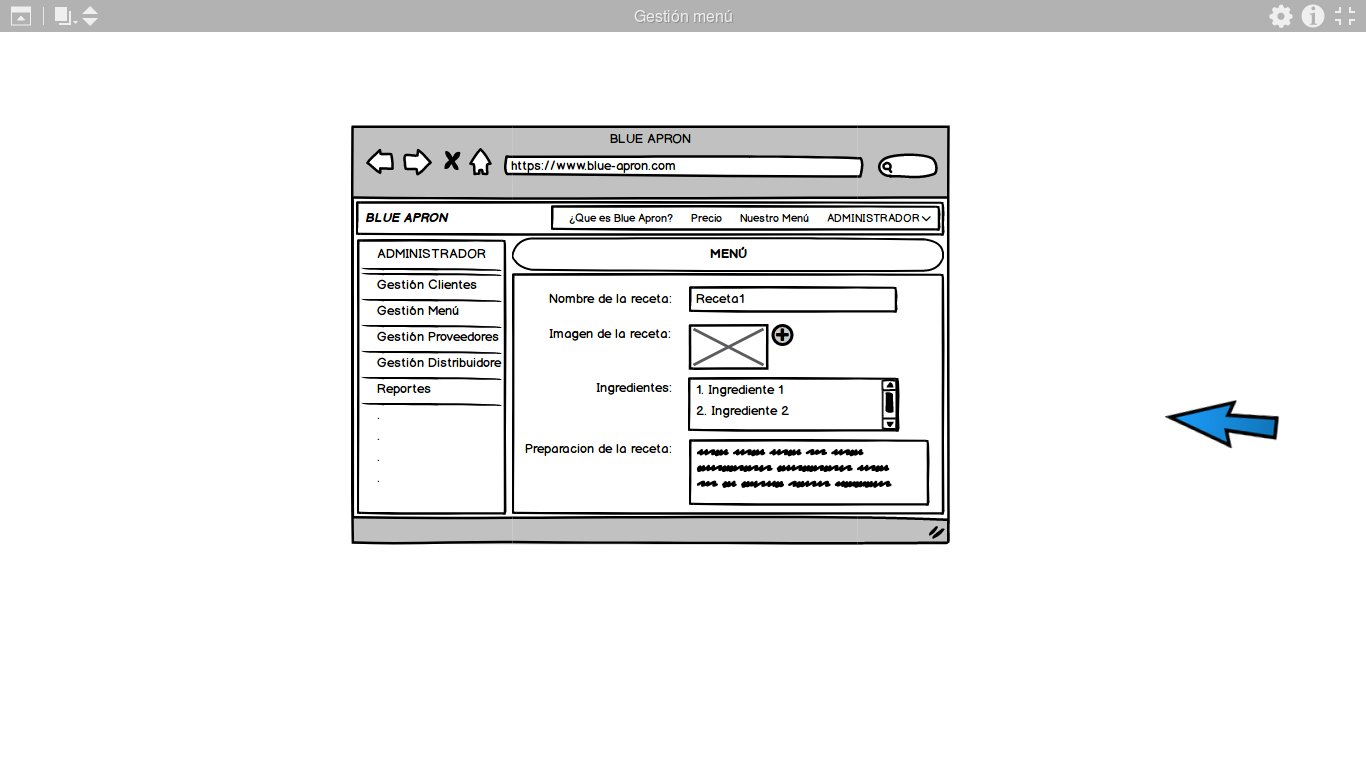 Gestión menú
BLUE APRON
https://www.blue-apron.com
BLUE APRON
¿Que es Blue Apron? Precio Nuestro Menú ADMINISTRADOR
ADMINISTRADOR
Gestión Clientes
Gestión Menú
Gestión Proveedores
Gestión Distribuidore
Reportes
.
.
.
.
MENÚ
Nombre de la receta: Receta1
Imagen de la receta:
Ingredientes:
1. Ingrediente 1
2. Ingrediente 2
Preparacion de la receta: